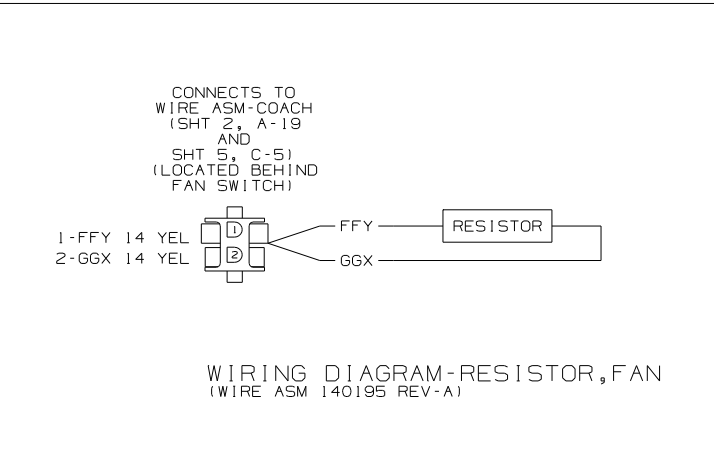 CONNECTS TO
WIRE ASM-COACH
(SHT 2, A-19
AND
SHT 5, C-5)
(LOCATED BEHIND
FAN SWITCH)
1-FFY 14 YEL
2-GGX 14 YEL
1
2
FFY
GGX
RESISTOR
WIRING DIAGRAM-RESISTOR,FAN
(WIRE ASM 140195 REV-A)